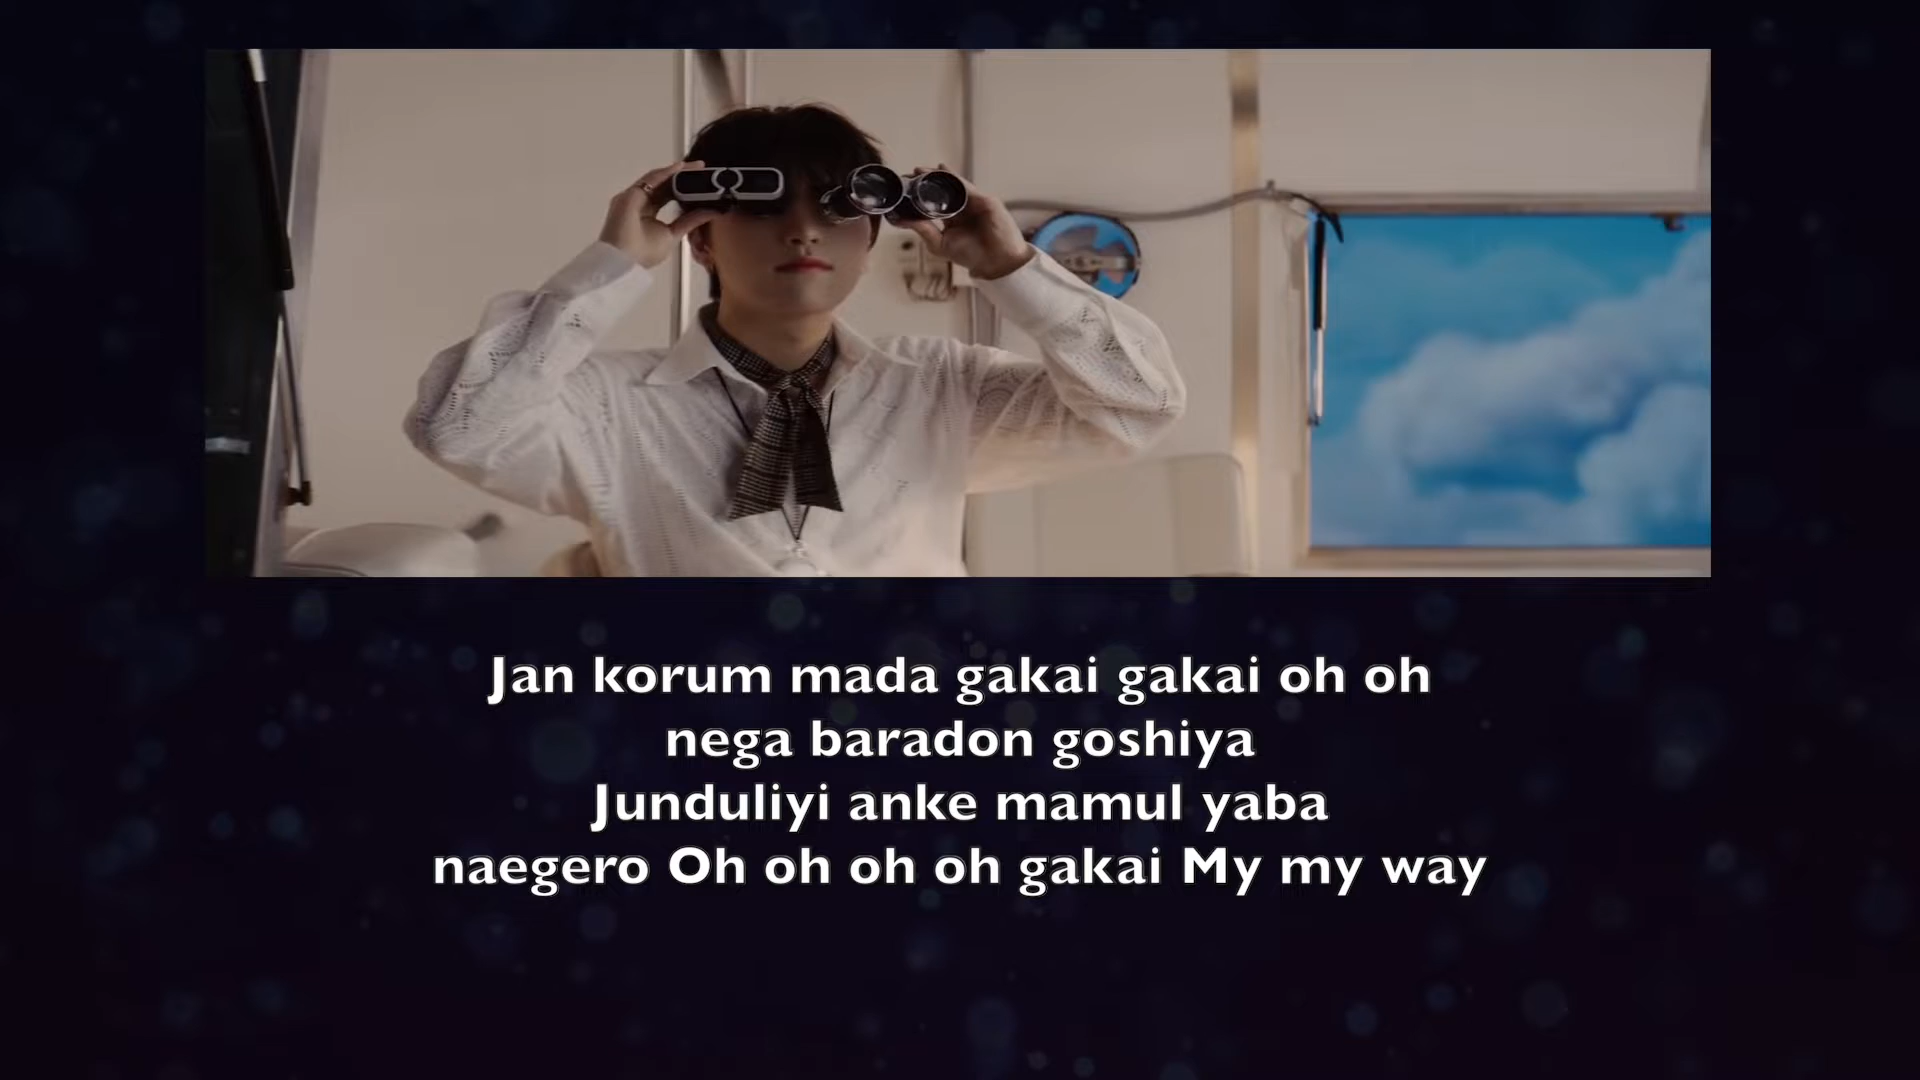 Jan korum mada gakai gakai oh oh
nega baradon goshiya
Junduliyi anke mamul yaba
naegero Oh oh oh oh gakai My my way